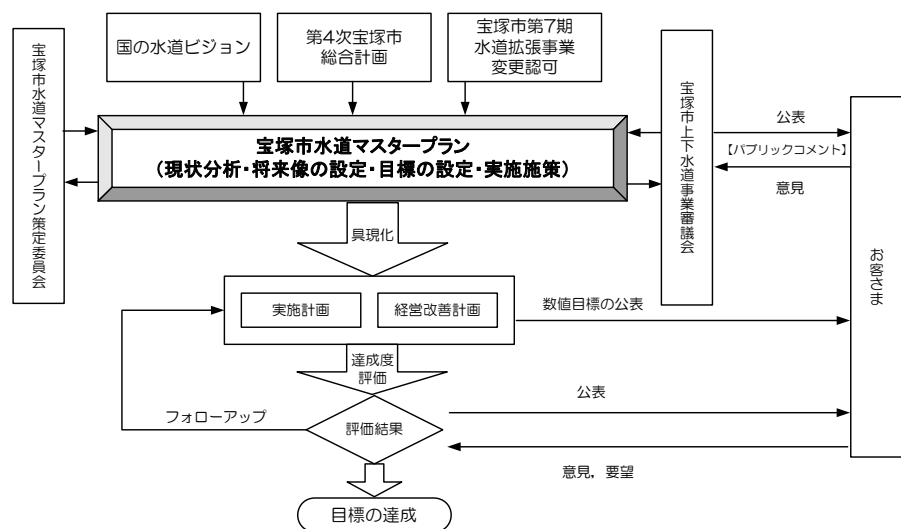 国の水道ビジョン
第4次宝塚市
総合計画
宝塚市第7期
水道拡張事業
変更認可
宝塚市水道マスタープラン策定委員会
宝塚市水道マスタープラン
（現状分析・将来像の設定・目標の設定・実施施策）
宝塚市上下水道事業審議会
公表
【パブリックコメント】
意見
お客さま
具現化
実施計画
経営改善計画
数値目標の公表
達成度
評価
フォローアップ
評価結果
公表
意見，要望
目標の達成